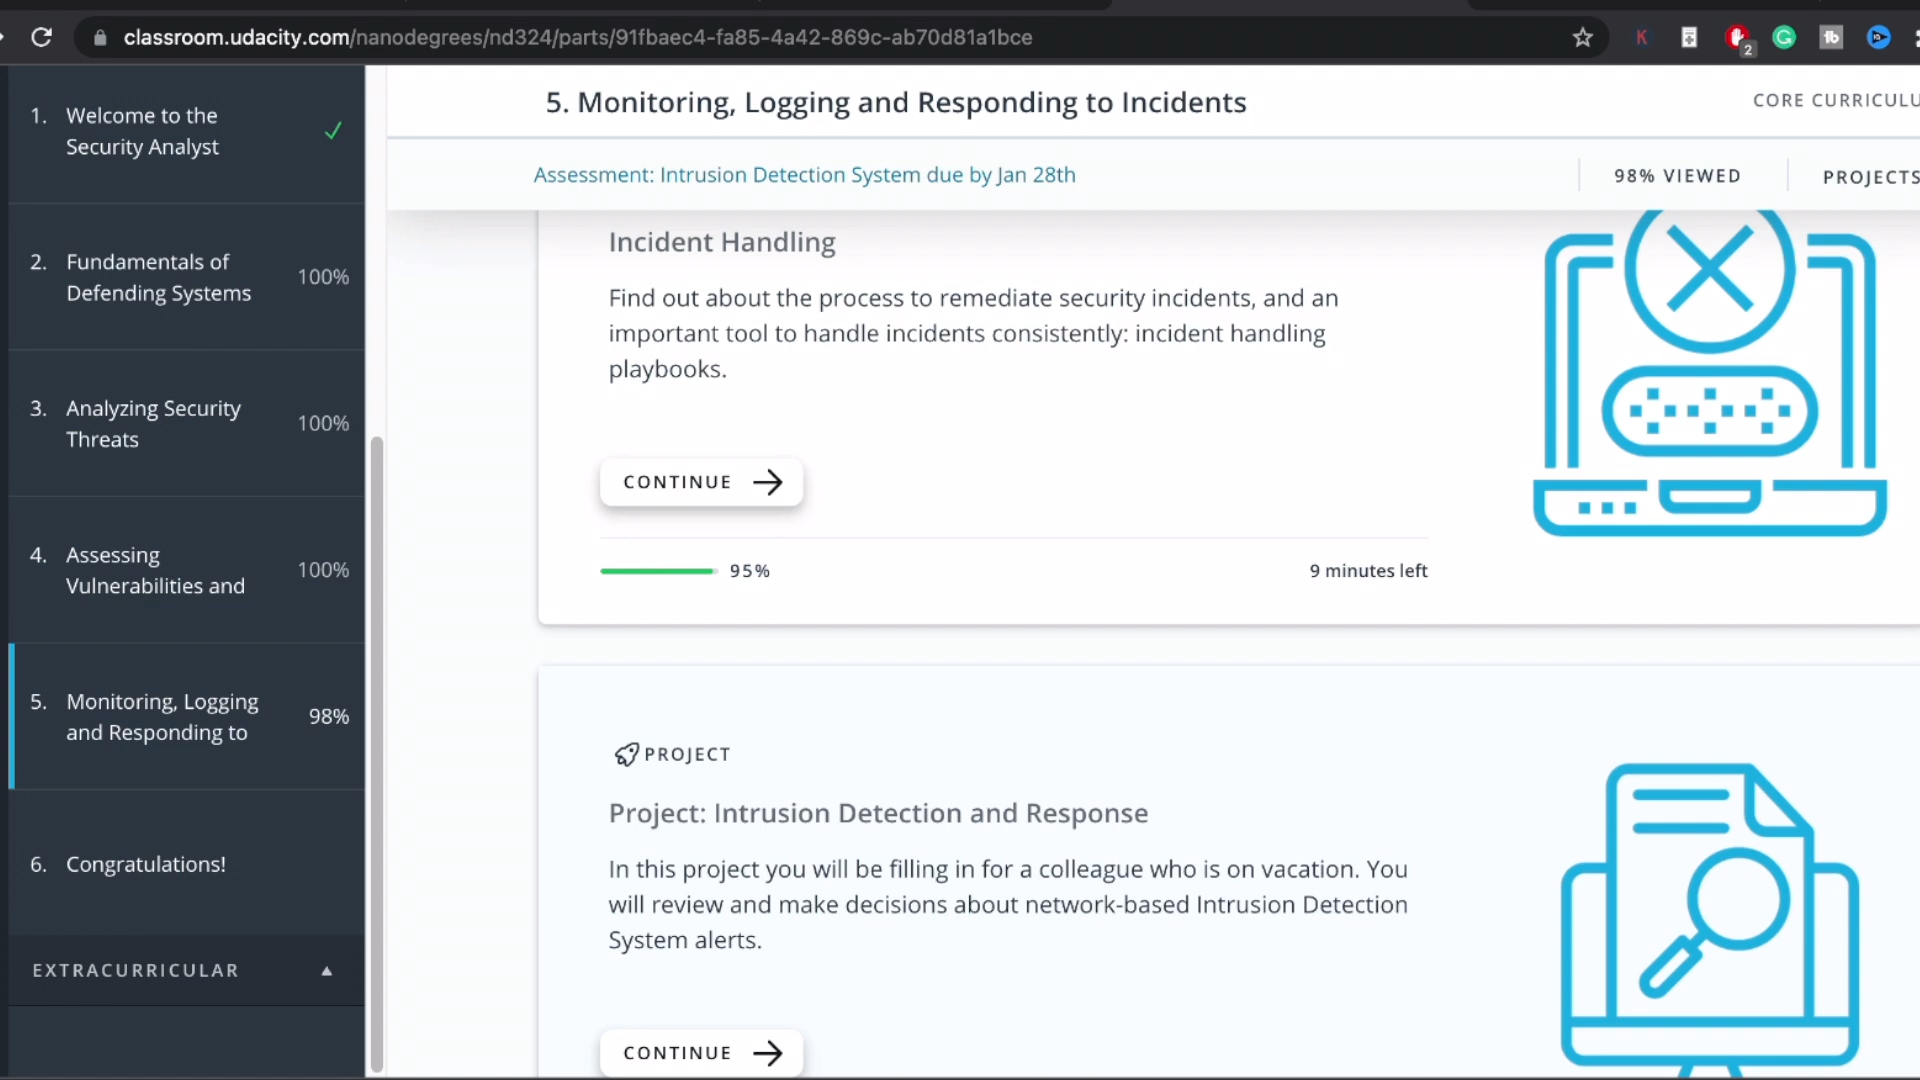 classroom.udacity.com/nanodegrees/nd324/parts/91fbaec4-fa85-4a42-869c-ab70d81a1bce
K
2
G
tb
1. Welcome to the
Security Analyst
2. Fundamentals of
Defending Systems
100%
3. Analyzing Security
Threats
100%
4. Assessing
Vulnerabilities and
100%
5. Monitoring, Logging
and Responding to
98%
6. Congratulations!
EXTRACURRICULAR
5. Monitoring, Logging and Responding to Incidents
CORE CURRICULU
Assessment: Intrusion Detection System due by Jan 28th
98% VIEWED
PROJECTS
Incident Handling
Find out about the process to remediate security incidents, and an
important tool to handle incidents consistently: incident handling
playbooks.
CONTINUE
95%
9 minutes left
PROJECT
Project: Intrusion Detection and Response
In this project you will be filling in for a colleague who is on vacation. You
will review and make decisions about network-based Intrusion Detection
System alerts.
CONTINUE